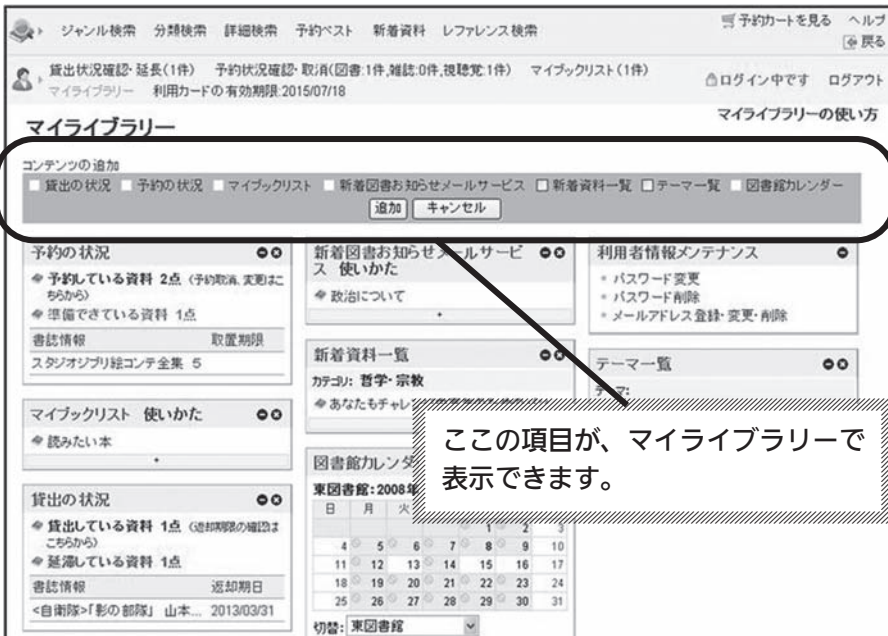 ジャンル検索 分類検索 詳細検索 予約ベスト 新着資料 レファレンス検索
予約カートを見る ヘルプ
戻る
貸出状況確認・延長(1件) 予約状況確認・取消(図書:1件,雑誌:0件,視聴覚:1件) マイブックリスト(1件)
マイライブラリー 利用カードの有効期限:2015/07/18
ログイン中です ログアウト
マイライブラリー
マイライブラリーの使い方
コンテンツの追加
貸出の状況 予約の状況 マイブックリスト 新着図書お知らせメールサービス 新着資料一覧 テーマ一覧 図書館カレンダー
追加 キャンセル
予約の状況
予約している資料 2点 (予約取消、変更はこ
ちらから)
準備できている資料 1点
書誌情報 取置期限
スタジオジブリ絵コンテ全集 5
マイブックリスト 使いかた
読みたい本
貸出の状況
貸出している資料 1点 (返却期限の確認は
こちらから)
延滞している資料 1点
書誌情報 返却期日
<自衛隊>「影の部隊」 山本... 2013/03/31
新着図書お知らせメールサービ
ス 使いかた
政治について
新着資料一覧
カテゴリ: 哲学・宗教
あなたもチャレ
図書館カレンダ
東図書館:2008年
日 月 火
1 2 3
4 5 6 7 8 9 10
11 12 13 14 15 16 17
18 19 20 21 22 23 24
25 26 27 28 29 30 31
切替: 東図書館
利用者情報メンテナンス
パスワード変更
パスワード削除
メールアドレス登録・変更・削除
テーマ一覧
テーマ:
ここの項目が、マイライブラリーで
表示できます。